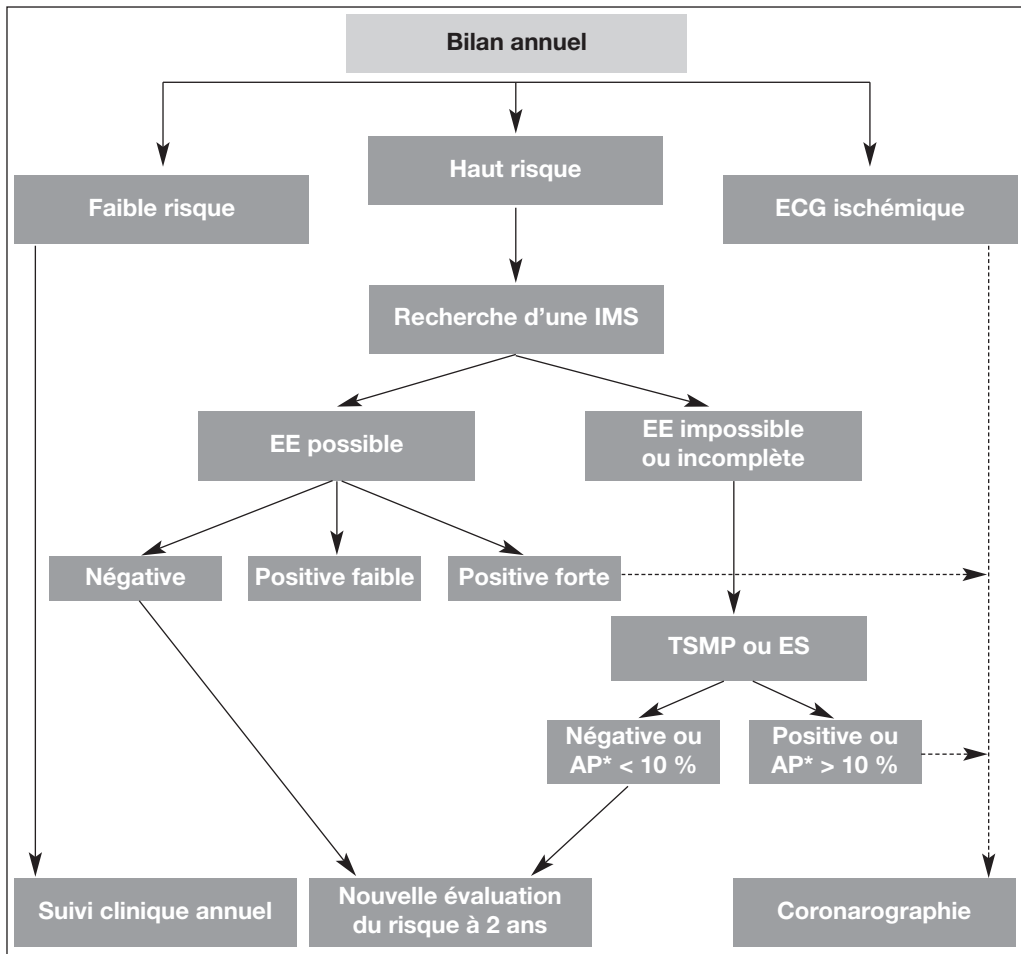 Bilan annuel
Haut risque
Faible risque
ECG ischémique
Recherche d'une IMS
EE possible
EE impossible
ou incomplète
Négative
Positive faible
Positive forte
TSMP ou ES
Négative ou
AP* < 10 %
Positive ou
AP* > 10 %
Suivi clinique annuel
Nouvelle évaluation
du risque à 2 ans
Coronarographie